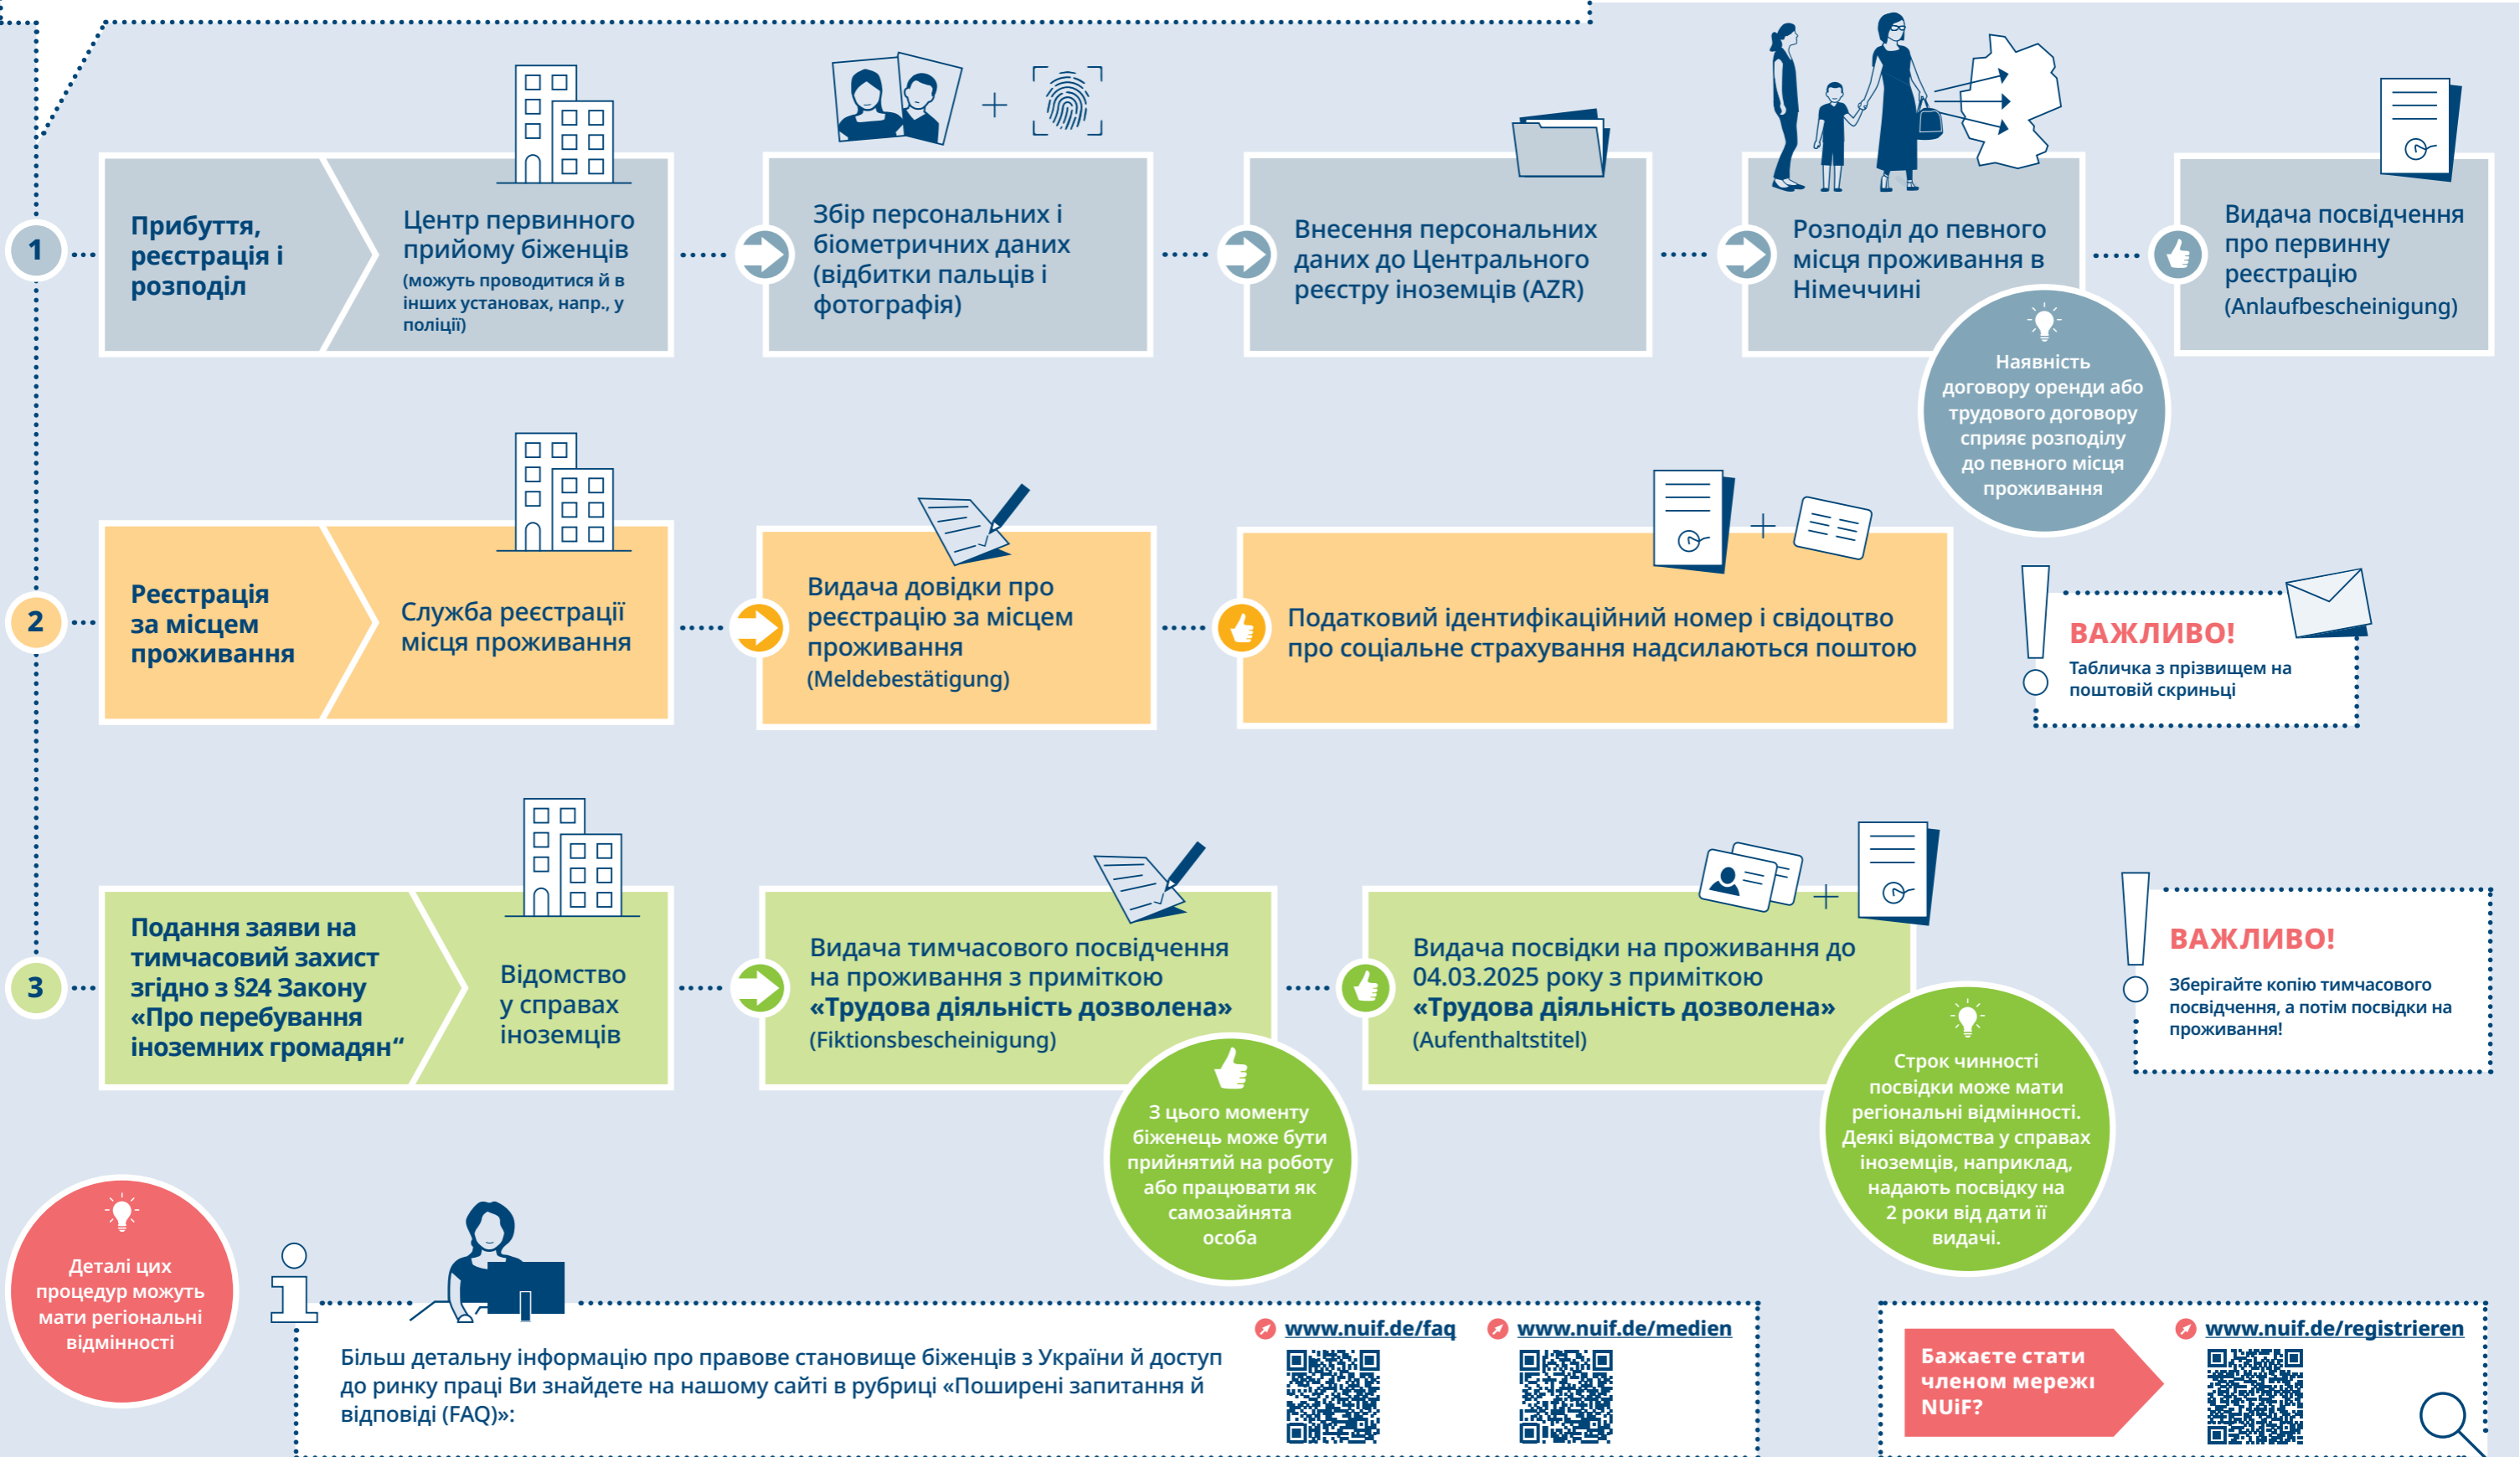 1
Прибуття,
реєстрація і
розподіл
Центр первинного
прийому біженців
(можуть проводитися й в
інших установах, напр., у
поліції)
Збір персональних і
біометричних даних
(відбитки пальців і
фотографія)
Внесення персональних
даних до Центрального
реєстру іноземців (AZR)
Розподіл до певного
місця проживання в
Німеччині
Наявність
договору оренди або
трудового договору
сприяє розподілу
до певного місця
проживання
Видача посвідчення
про первинну
реєстрацію
(Anlaufbescheinigung)
2
Реєстрація
за місцем
проживання
Служба реєстрації
місця проживання
Видача довідки про
реєстрацію за місцем
проживання
(Meldebestätigung)
Податковий ідентифікаційний номер і свідоцтво
про соціальне страхування надсилаються поштою
ВАЖЛИВО!
Табличка з прізвищем на
поштовій скриньці
3
Подання заяви на
тимчасовий захист
згідно з §24 Закону
«Про перебування
іноземних громадян“
Відомство
у справах
іноземців
Видача тимчасового посвідчення
на проживання з приміткою
«Трудова діяльність дозволена»
(Fiktionsbescheinigung)
З цього моменту
біженець може бути
прийнятий на роботу
або працювати як
самозайнята
особа
Видача посвідки на проживання до
04.03.2025 року з приміткою
«Трудова діяльність дозволена»
(Aufenthaltstitel)
Строк чинності
посвідки може мати
регіональні відмінності.
Деякі відомства у справах
іноземців, наприклад,
надають посвідку на
2 роки від дати її
видачі.
ВАЖЛИВО!
Зберігайте копію тимчасового
посвідчення, а потім посвідки на
проживання!
Деталі цих
процедур можуть
мати регіональні
відмінності
Більш детальну інформацію про правове становище біженців з України й доступ
до ринку праці Ви знайдете на нашому сайті в рубриці «Поширені запитання й
відповіді (FAQ)»:
www.nuif.de/faq
www.nuif.de/medien
Бажаєте стати
членом мережі
NUiF?
www.nuif.de/registrieren